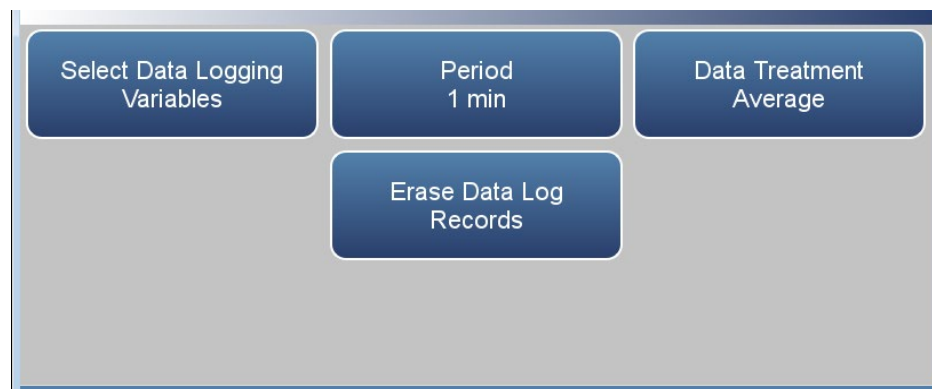 Select Data Logging
Variables
Period
1 min
Data Treatment
Average
Erase Data Log
Records